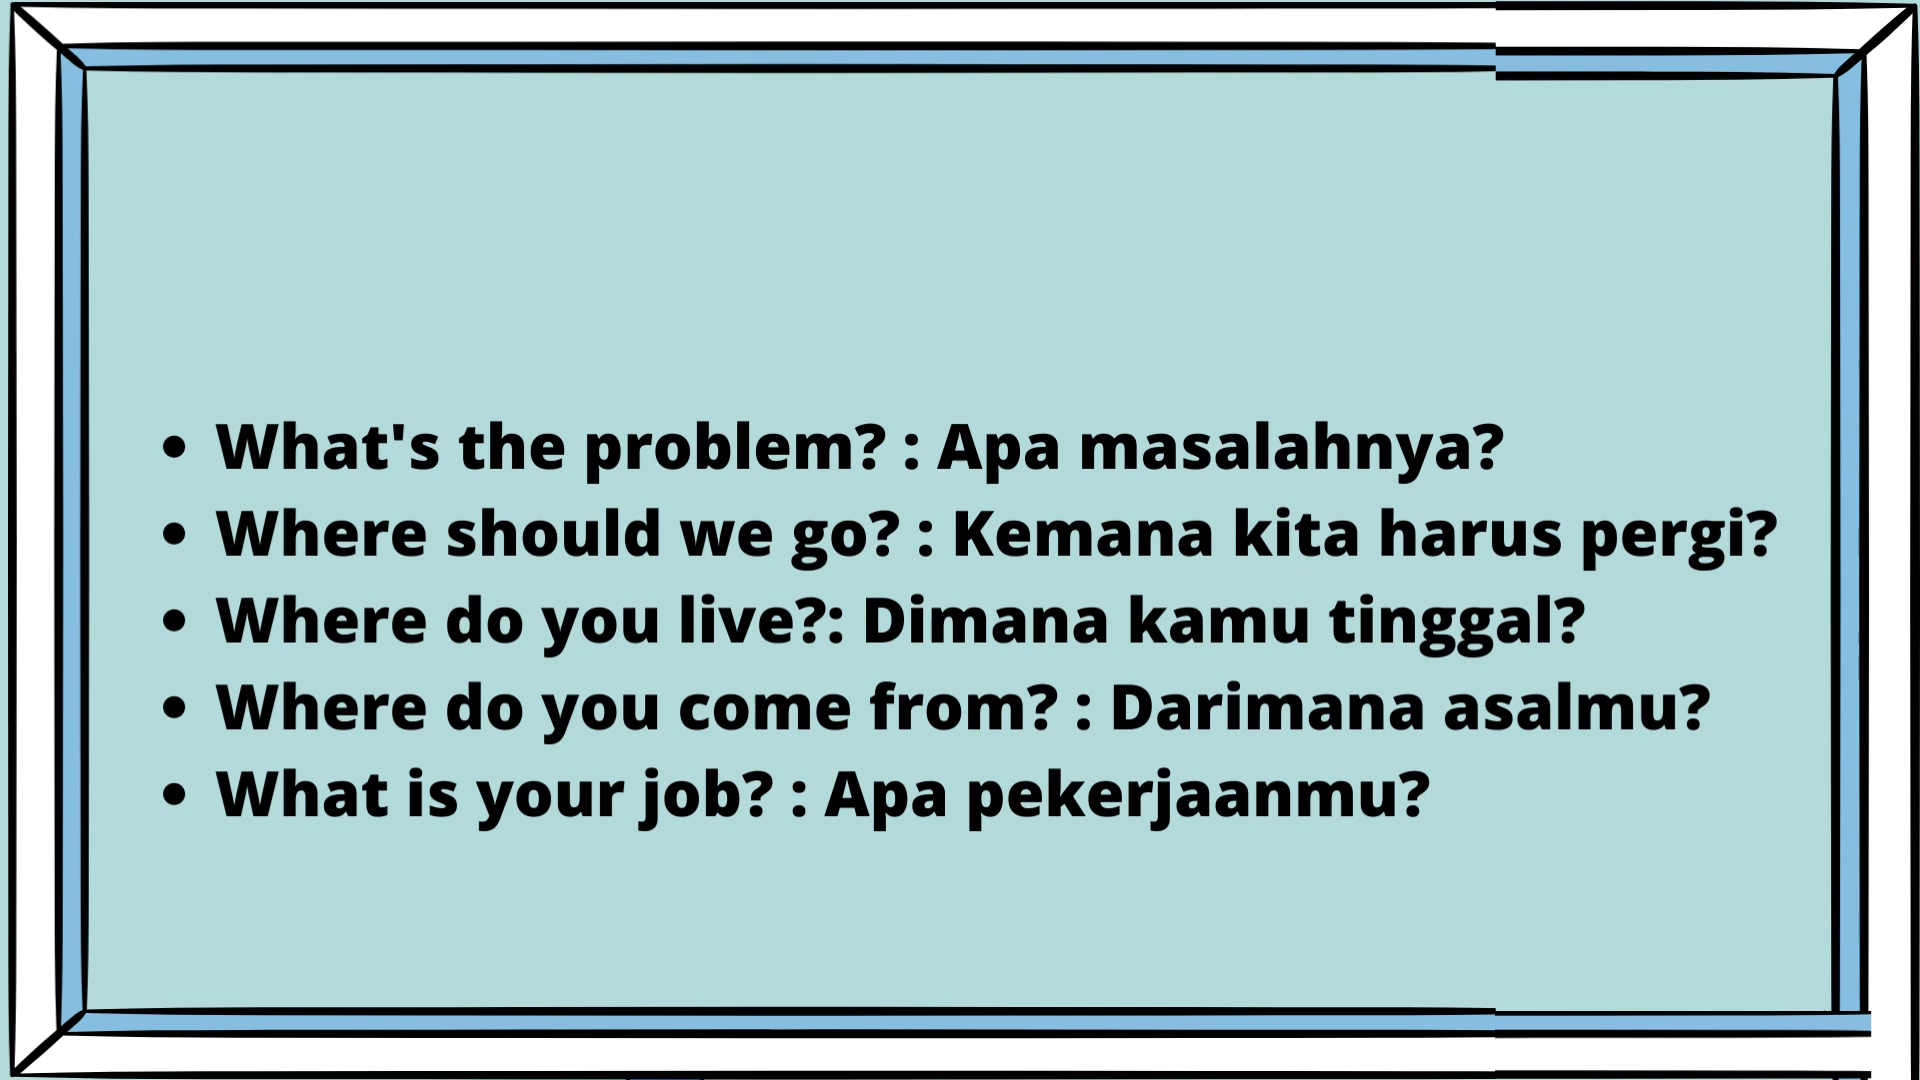 • What's the problem? : Apa masalahnya?
• Where should we go? : Kemana kita harus pergi?
• Where do you live?: Dimana kamu tinggal?
• Where do you come from? : Darimana asalmu?
• What is your job? : Apa pekerjaanmu?